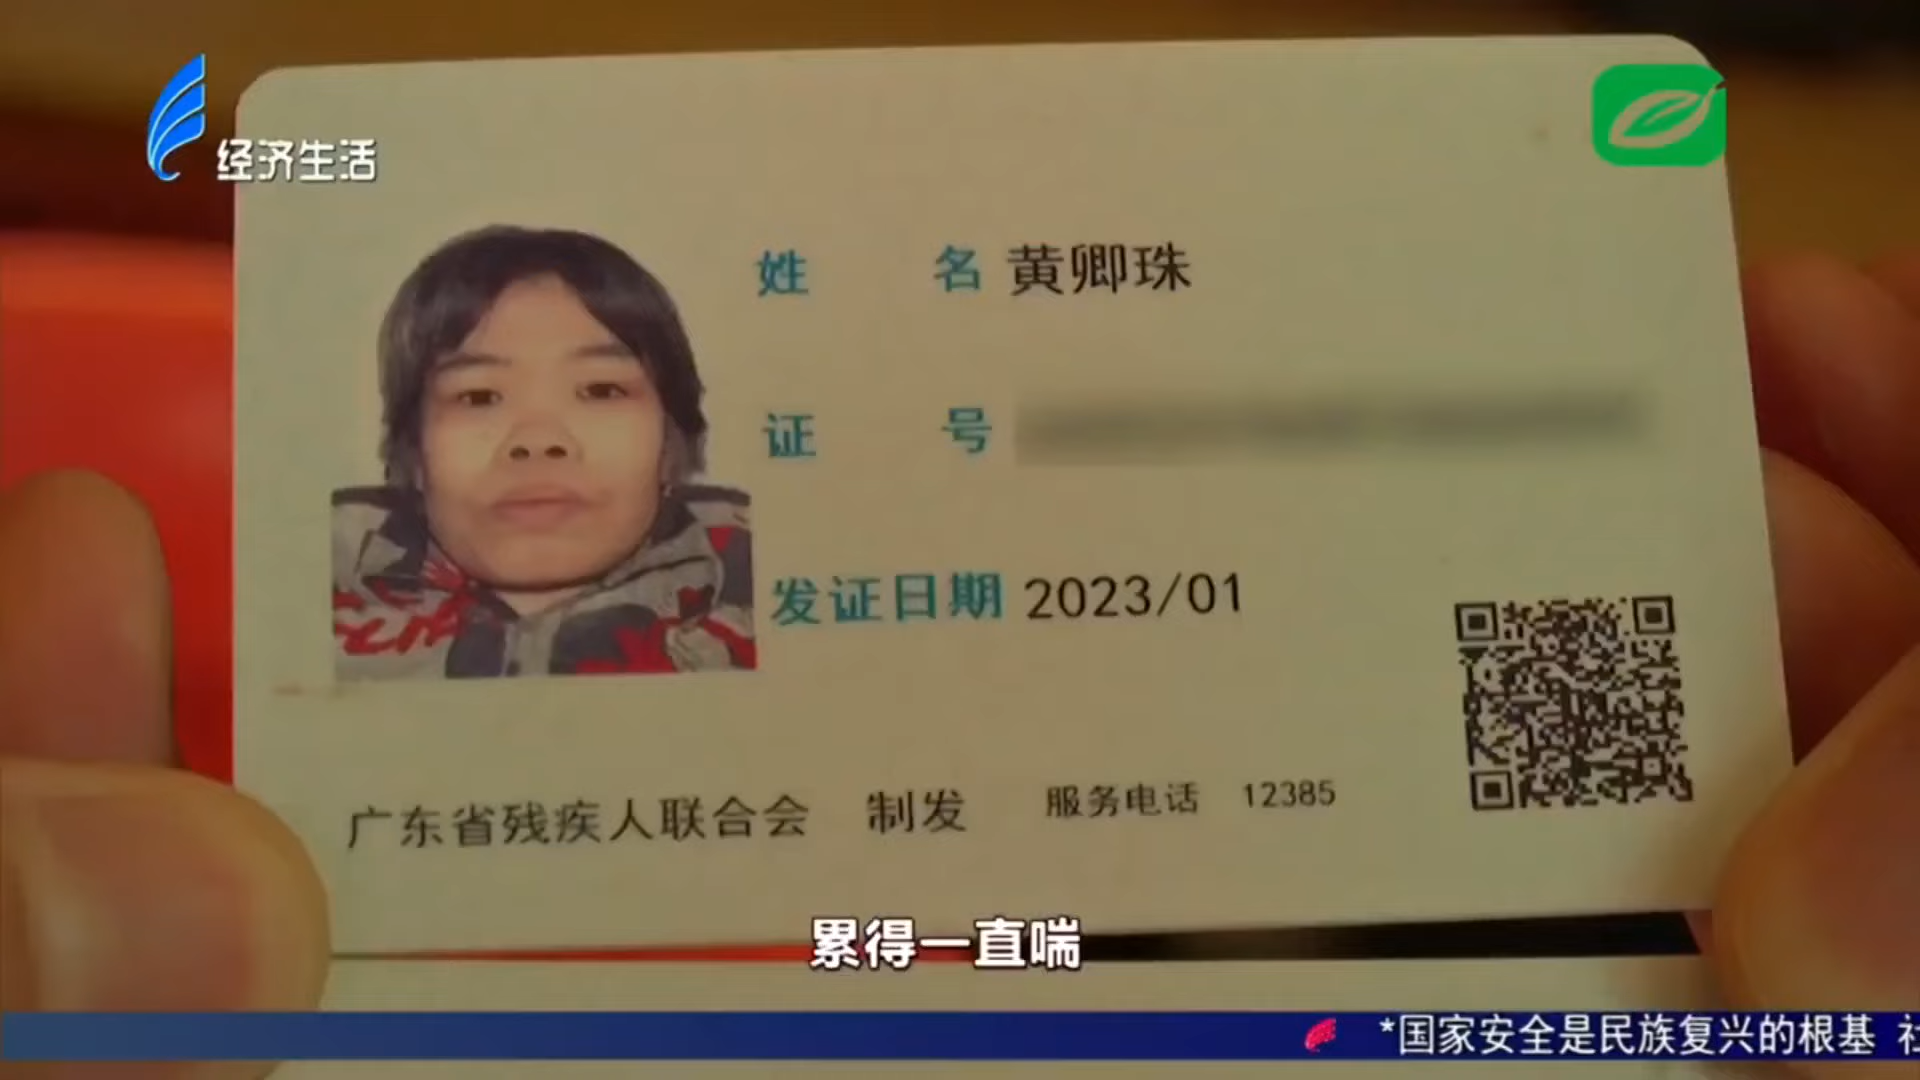 经济生活
姓名 黄卿珠
证号
发证日期 2023/01
广东省残疾人联合会 制发 服务电话 12385
累得一直喘
*国家安全是民族复兴的根基 社